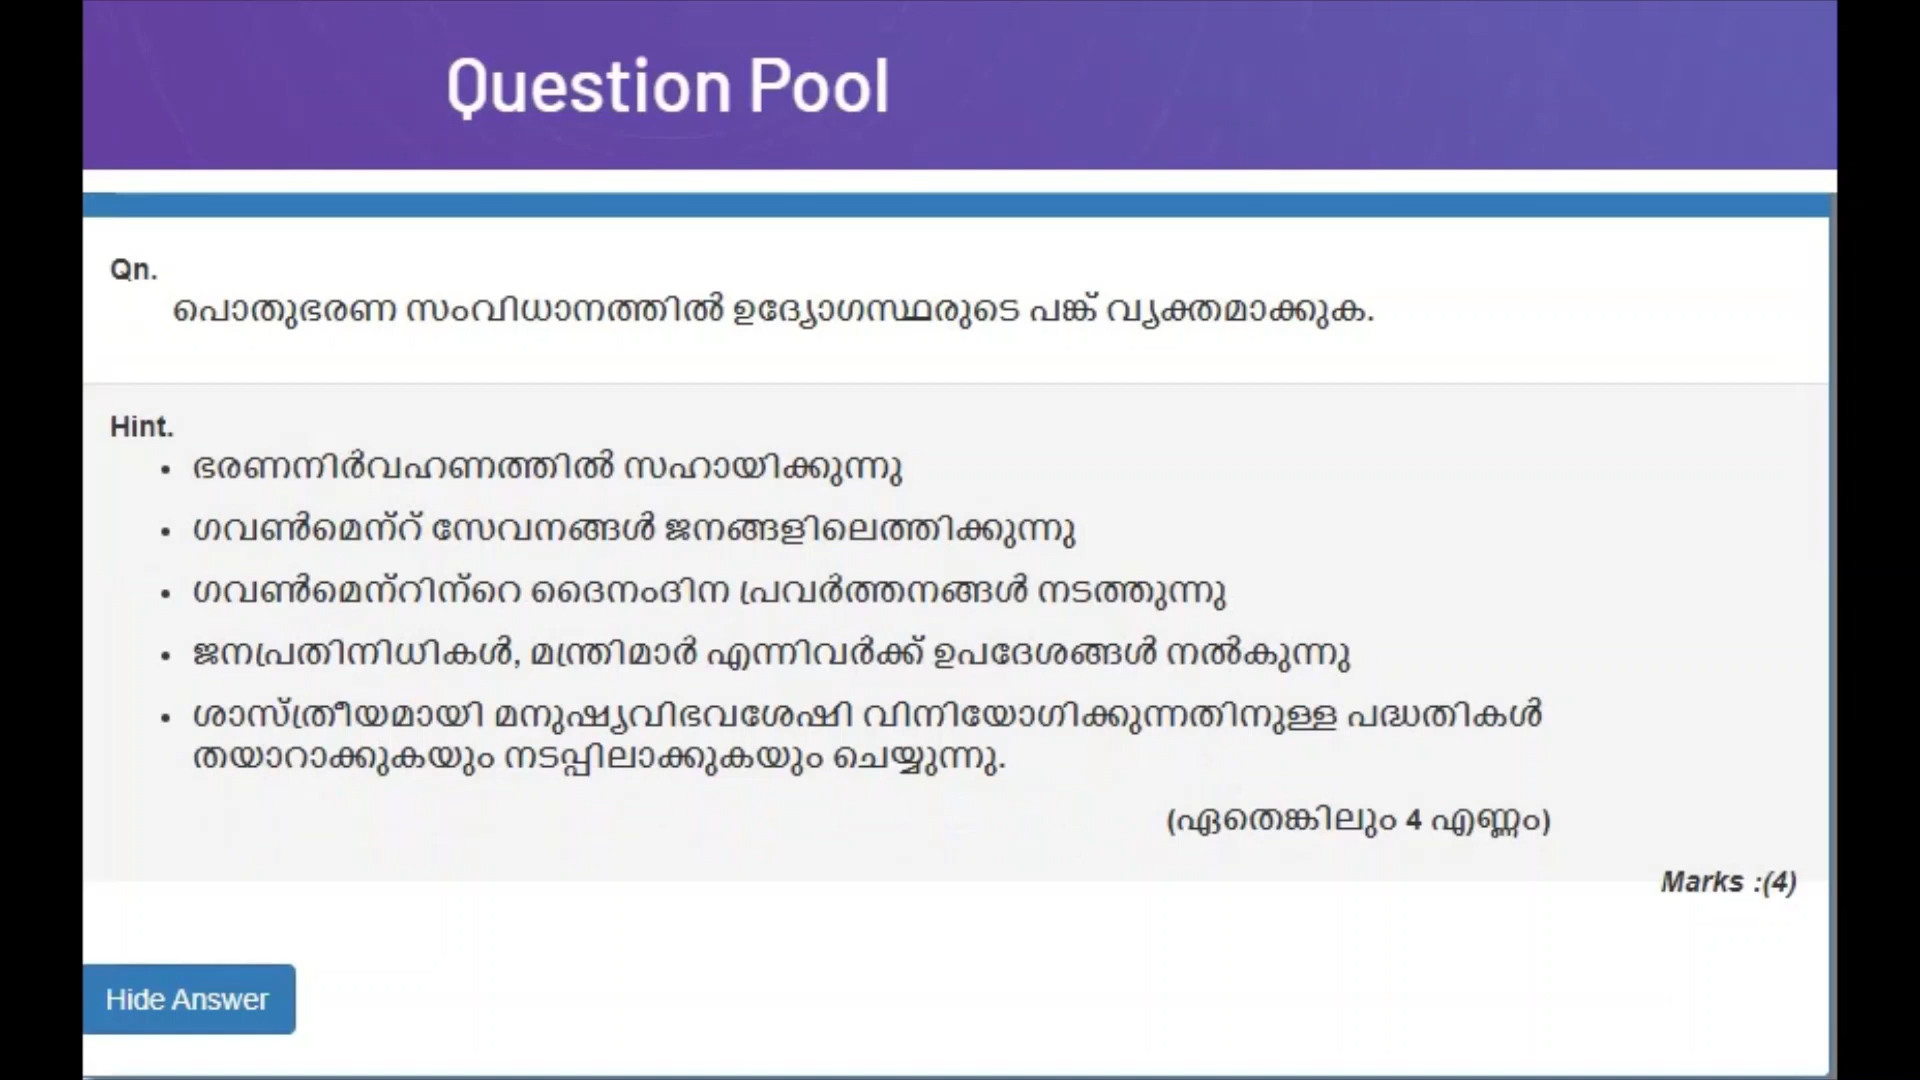 Question Pool
Qn.
പൊതുഭരണ സംവിധാനത്തിൽ ഉദ്യോഗസ്ഥരുടെ പങ്ക് വ്യക്തമാക്കുക.
Hint.
• ഭരണനിർവഹണത്തിൽ സഹായിക്കുന്നു
• ഗവൺമെന്റ് സേവനങ്ങൾ ജനങ്ങളിലെത്തിക്കുന്നു
• ഗവൺമെന്റിന്റെ ദൈനംദിന പ്രവർത്തനങ്ങൾ നടത്തുന്നു
• ജനപ്രതിനിധികൾ, മന്ത്രിമാർ എന്നിവർക്ക് ഉപദേശങ്ങൾ നൽകുന്നു
• ശാസ്ത്രീയമായി മനുഷ്യവിഭവശേഷി വിനിയോഗിക്കുന്നതിനുള്ള പദ്ധതികൾ
തയാറാക്കുകയും നടപ്പിലാക്കുകയും ചെയ്യുന്നു.
(ഏതെങ്കിലും 4 എണ്ണം)
Marks :(4)
Hide Answer